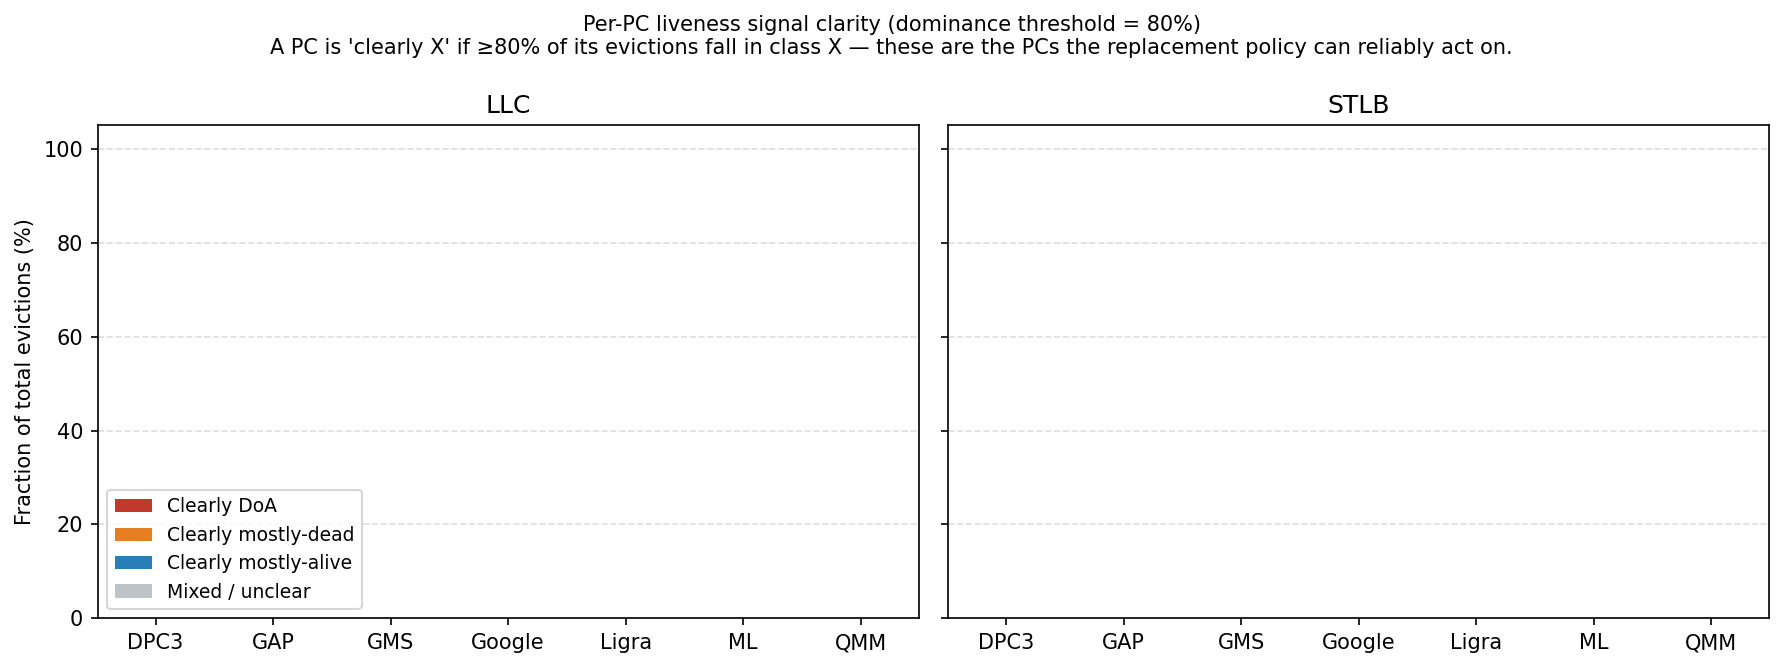 Per-PC liveness signal clarity (dominance threshold = 80%)
A PC is 'clearly X' if ≥80% of its evictions fall in class X — these are the PCs the replacement policy can reliably act on.
LLC
STLB
Fraction of total evictions (%)
100
80
60
40
20
0
Clearly DoA
Clearly mostly-dead
Clearly mostly-alive
Mixed / unclear
DPC3 GAP GMS Google Ligra ML QMM
DPC3 GAP GMS Google Ligra ML QMM